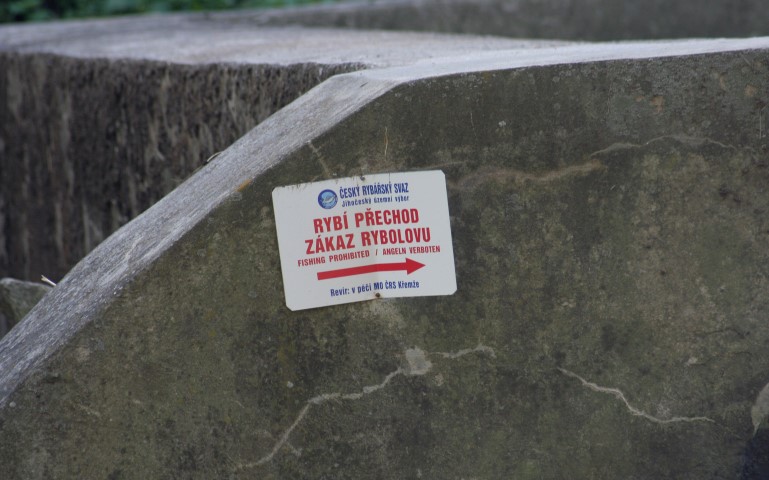 ČESKÝ RYBÁŘSKÝ SVAZ
Jihočeský územní výbor
RYBÍ PŘECHOD
ZÁKAZ RYBOLOVU
FISHING PROHIBITED / ANGELN VERBOTEN
Revír: v péči MO ČRS Křemže